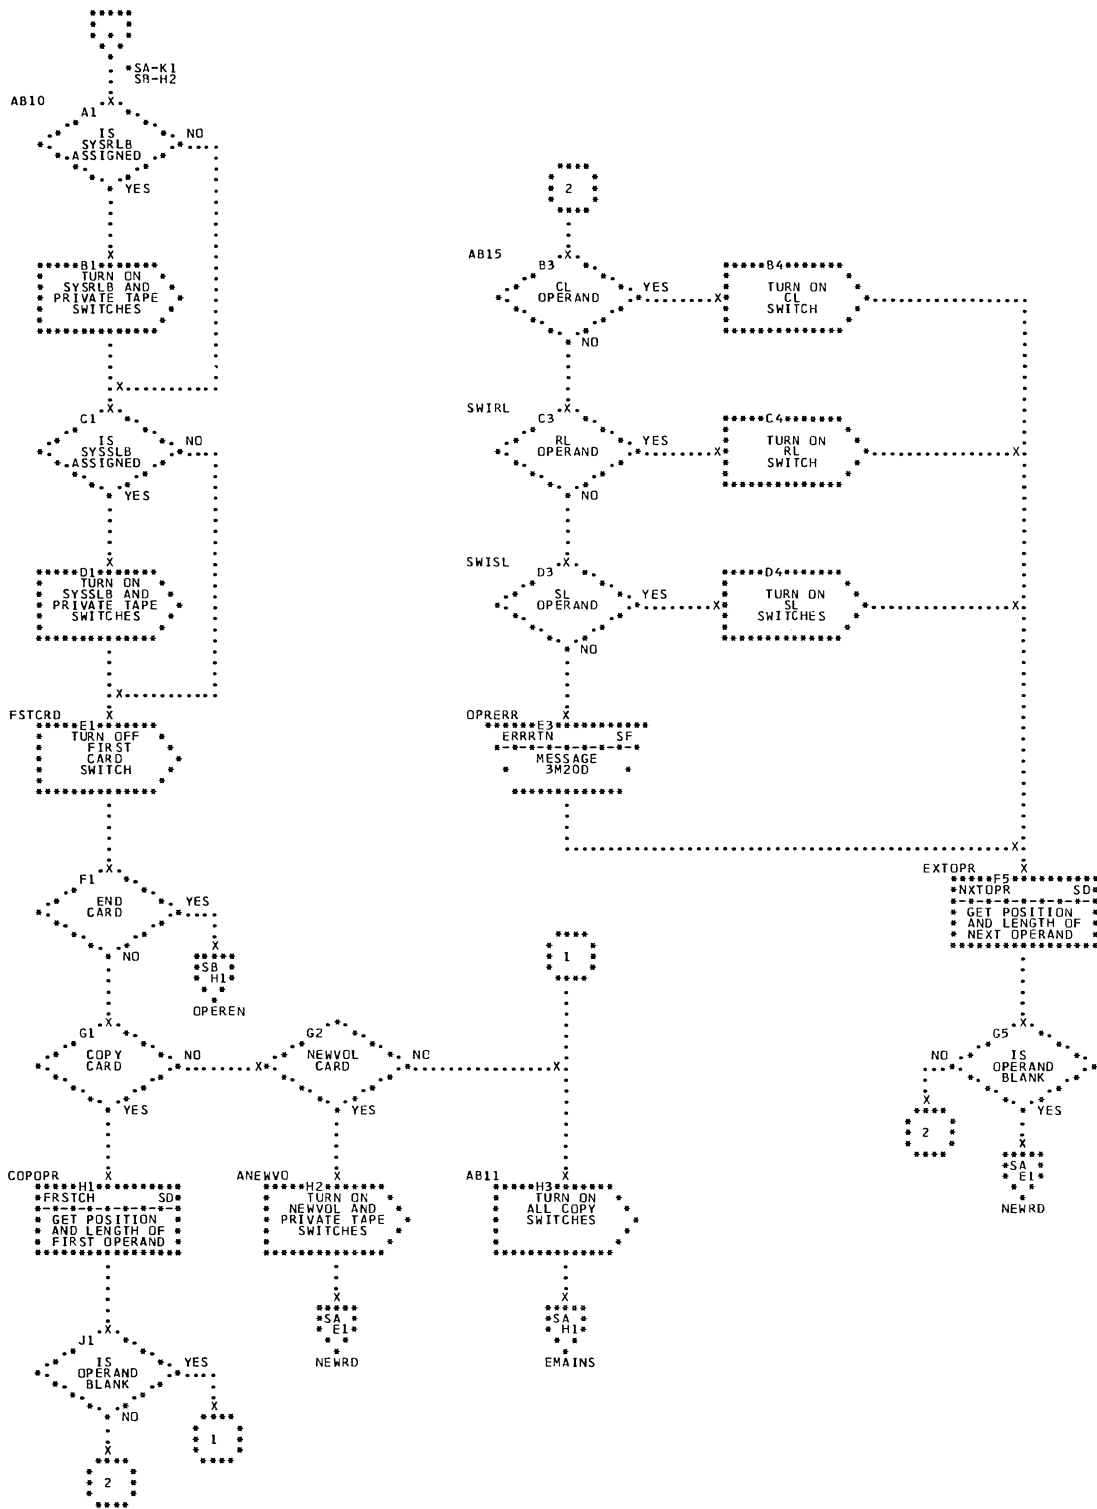 *SA-K1
SB-H2
AB10
A1
IS
SYSRLB
ASSIGNED
NO
YES
B1
TURN ON
SYSRLB AND
PRIVATE TAPE
SWITCHES
C1
IS
SYSSLB
ASSIGNED
NO
YES
D1
TURN ON
SYSSLB AND
PRIVATE TAPE
SWITCHES
FSTCRD
E1
TURN OFF
FIRST
CARD
SWITCH
F1
END
CARD
YES
NO
SB
H1
OPEREN
G1
COPY
CARD
NO
YES
G2
NEWVOL
CARD
NO
YES
COPOPR
H1
FRSTCH SD
GET POSITION
AND LENGTH OF
FIRST OPERAND
ANEWVO
H2
TURN ON
NEWVOL AND
PRIVATE TAPE
SWITCHES
SA
E1
NEWRD
1
AB11
H3
TURN ON
ALL COPY
SWITCHES
SA
H1
EMAINS
J1
IS
OPERAND
BLANK
YES
NO
1
2
2
AB15
B3
CL
OPERAND
YES
NO
B4
TURN ON
CL
SWITCH
SWIRL
C3
RL
OPERAND
YES
NO
C4
TURN ON
RL
SWITCH
SWISL
D3
SL
OPERAND
YES
NO
D4
TURN ON
SL
SWITCHES
OPRERR
E3
ERRRTN SF
MESSAGE
3M20D
EXTOPR
F5
NXTOPR SD
GET POSITION
AND LENGTH OF
NEXT OPERAND
G5
IS
OPERAND
BLANK
NO
YES
2
SA
E1
NEWRD